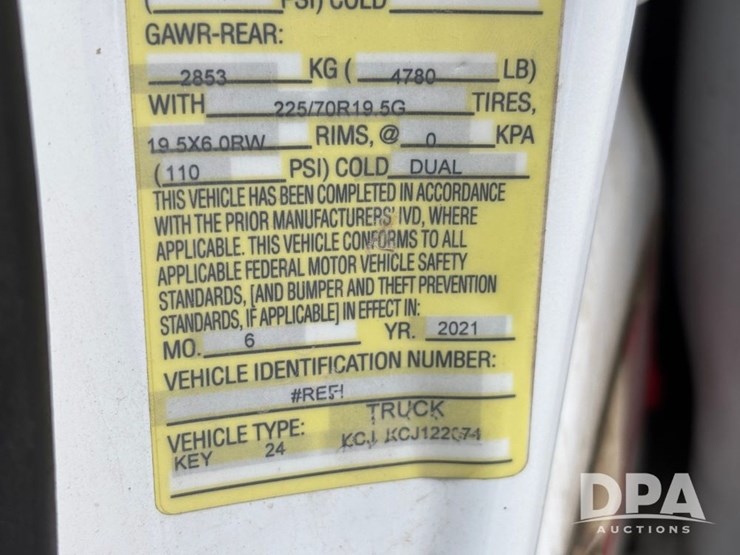 PSI) COLD
GAWR-REAR:
2853 KG ( 4780 LB)
WITH 225/70R19.5G TIRES,
19.5X6.0RW RIMS, @ 0 KPA
(110 PSI) COLD DUAL
THIS VEHICLE HAS BEEN COMPLETED IN ACCORDANCE
WITH THE PRIOR MANUFACTURERS' IVD, WHERE
APPLICABLE. THIS VEHICLE CONFORMS TO ALL
APPLICABLE FEDERAL MOTOR VEHICLE SAFETY
STANDARDS, [AND BUMPER AND THEFT PREVENTION
STANDARDS, IF APPLICABLE] IN EFFECT IN:
MO. 6 YR. 2021
VEHICLE IDENTIFICATION NUMBER:
#REF!
VEHICLE TYPE: TRUCK
KEY 24 KCJ
DPA
AUCTIONS